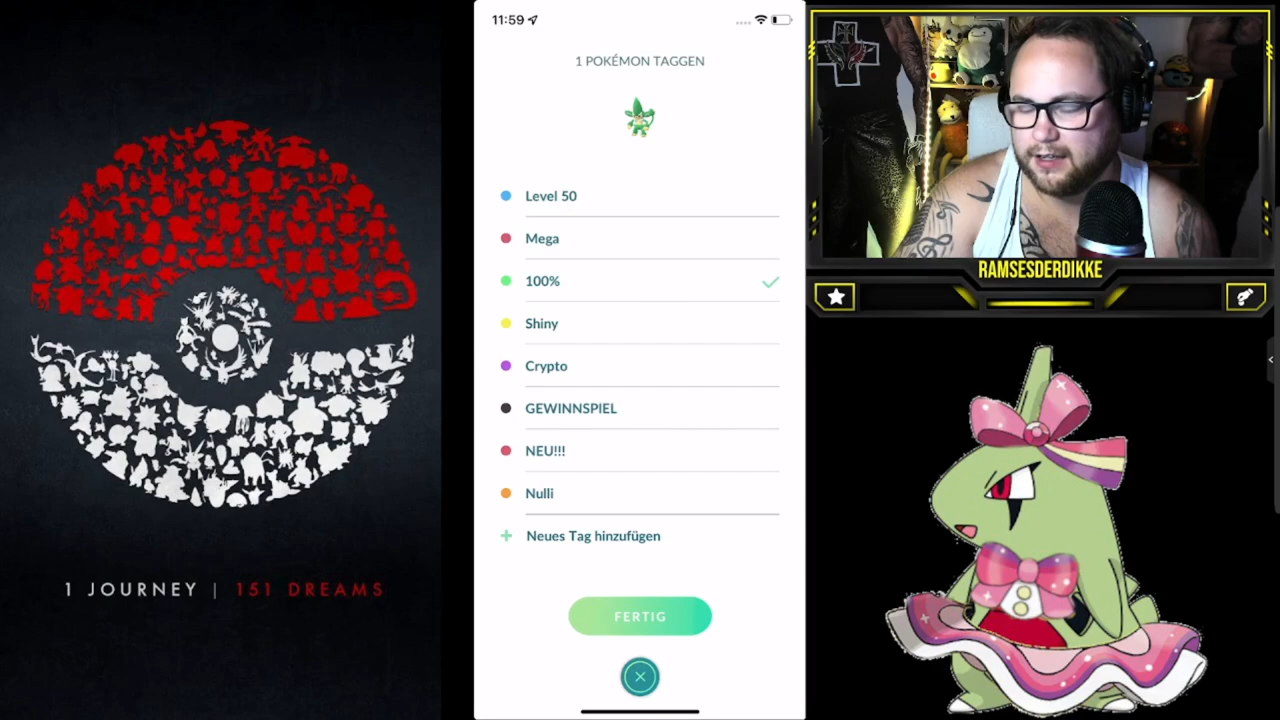 1 JOURNEY | 151 DREAMS
11:59
1 POKÉMON TAGGEN
Level 50
Mega
100%
Shiny
Crypto
GEWINNSPIEL
NEU!!!
Nulli
Neues Tag hinzufügen
FERTIG
RAMSESDERDIKKE